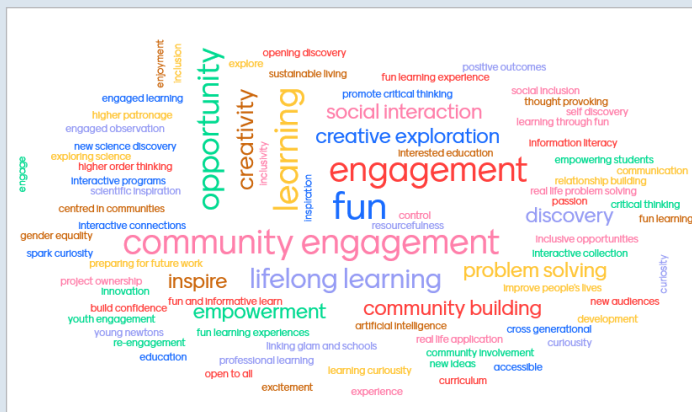 opening discovery
enjoyment
inclusion
opportunity
explore
sustainable living
positive outcomes
fun learning experience
engaged learning
creativity
learning
promote critical thinking
social inclusion
thought provoking
higher patronage
social interaction
self discovery
learning through fun
engaged observation
creative exploration
new science discovery
inclusivity
interested education
information literacy
exploring science
engage
higher order thinking
engagement
empowering students
communication
interactive programs
inspiration
relationship building
scientific inspiration
real life problem solving
fun
passion
critical thinking
centred in communities
control
discovery
fun learning
interactive connections
resourcefulness
gender equality
community engagement
inclusive opportunities
spark curiosity
interactive collection
preparing for future work
problem solving
curiosity
project ownership
inspire
lifelong learning
improve people's lives
innovation
fun and informative learn
new audiences
build confidence
empowerment
community building
youth engagement
development
artificial intelligence
young newtons
fun learning experiences
cross generational
re-engagement
real life application
curiousity
linking glam and schools
education
community involvement
professional learning
new ideas
accessible
open to all
learning curiousity
curriculum
excitement
experience